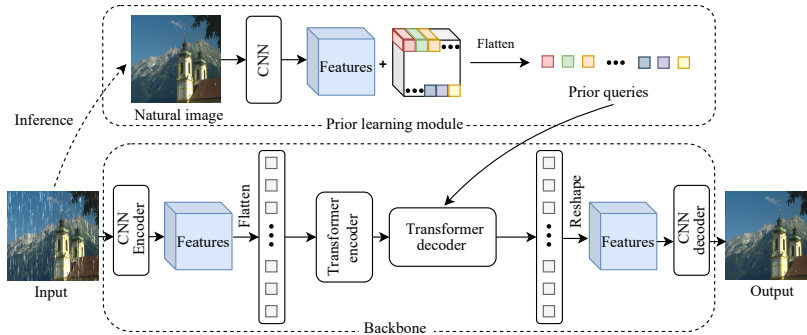 Natural image
CNN
Features
+
Flatten
Prior queries
Prior learning module
Inference
Input
CNN
Encoder
Features
Flatten
Transformer
encoder
Transformer
decoder
Reshape
Features
CNN
decoder
Output
Backbone